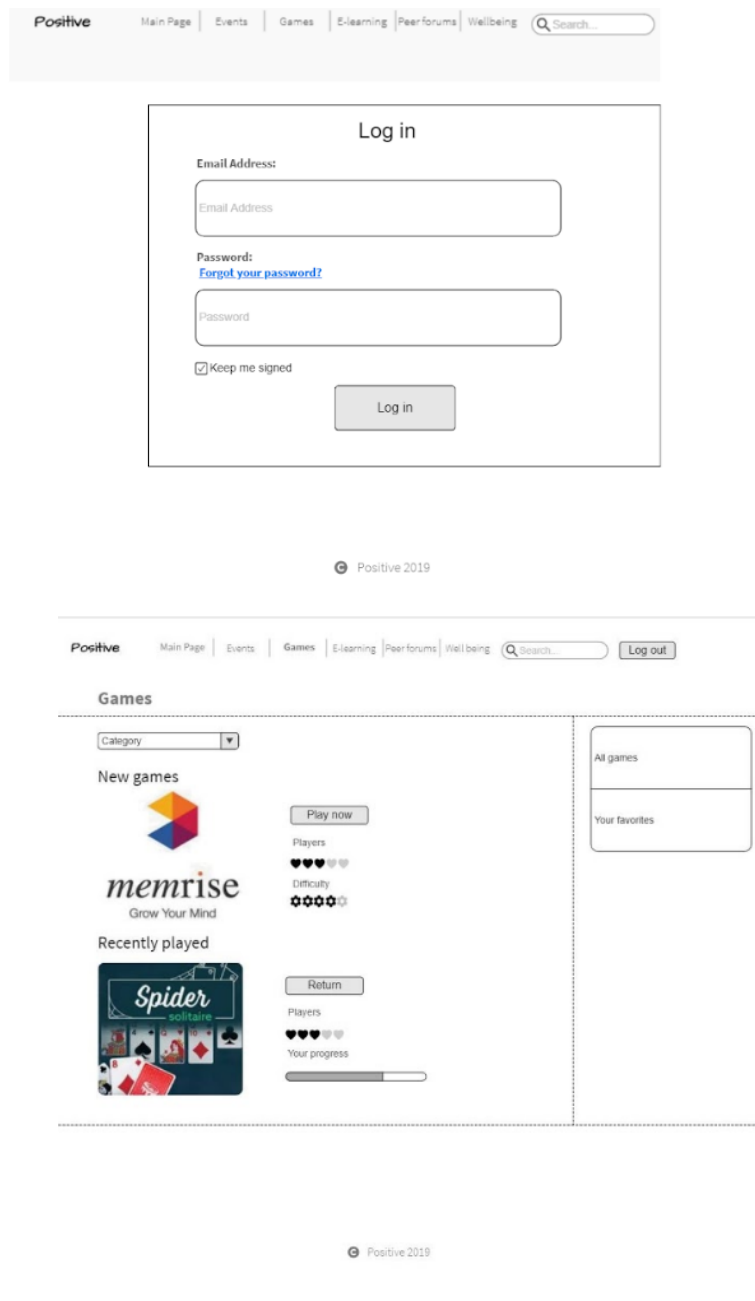 Positive Main Page Events Games E-learning Peer forums Wellbeing Search...
Log in
Email Address:
Email Address
Password:
Forgot your password?
Password
Keep me signed
Log in
C Positive 2019
Positive Main Page Events Games E-learning Peer forums Well being Search... Log out
Games
Category
All games
New games
Play now
Players
Your favorites
Difficulty
memrise
Grow Your Mind
Recently played
Return
Spider
solitaire
Players
Your progress
C Positive 2019